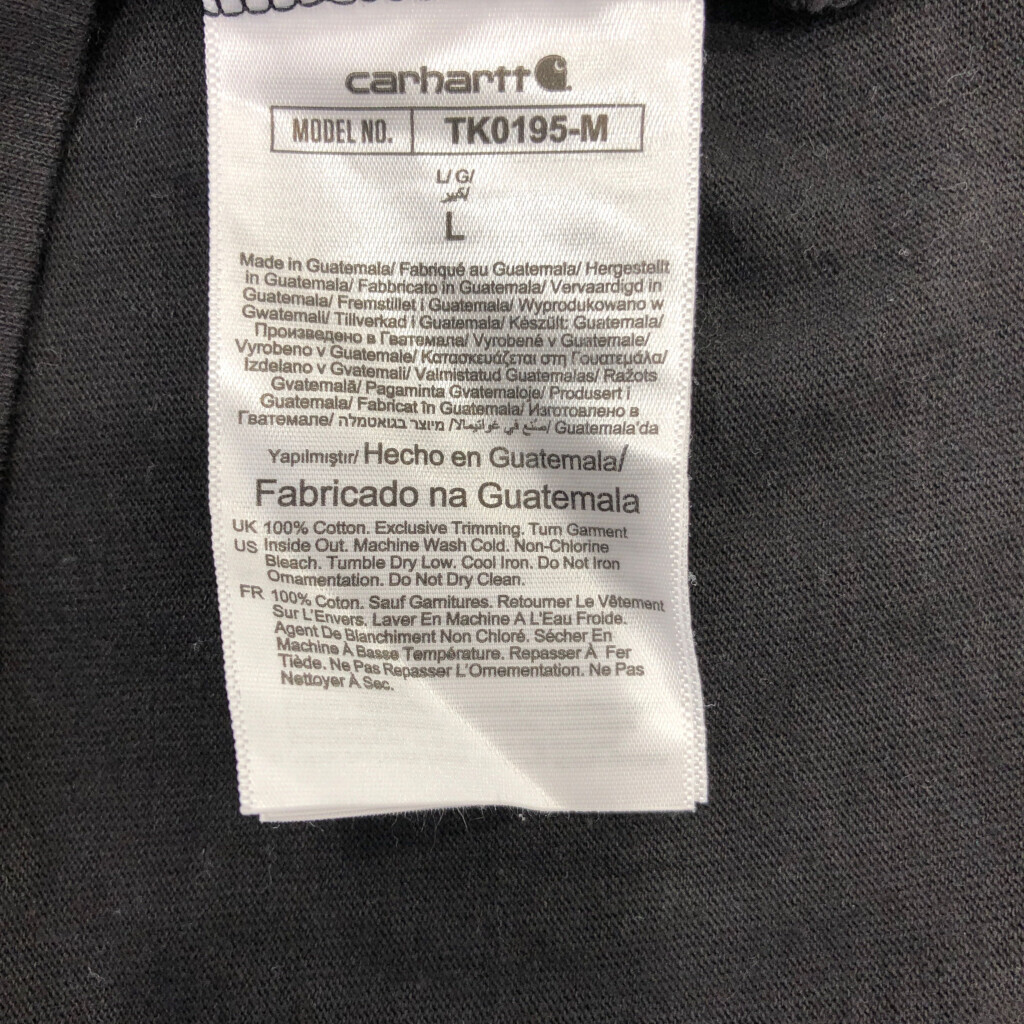 carhartt
MODEL NO. TK0195-M
L/ G/
كبير/
L
Made in Guatemala/ Fabriqué au Guatemala/ Hergestellt
in Guatemala/ Fabbricato in Guatemala/ Vervaardigd in
Guatemala/ Fremstillet i Guatemala/ Wyprodukowano w
Gwatemali/ Tillverkad i Guatemala/ Készült: Guatemala/
Произведено в Гватемала/ Vyrobené v Guatemale/
Vyrobeno v Guatemale/ Κατασκευάζεται στη Γουατεμάλα/
Izdelano v Gvatemali/ Valmistatud Guatemalas/ Ražots
Gvatemalā/ Pagaminta Gvatemaloje/ Produsert i
Guatemala/ Fabricat în Guatemala/ Изготовлено в
Гватемале/ מיוצר בגואטמלה/ صنع في غواتيمالا/ Guatemala'da
Yapılmıştır/ Hecho en Guatemala/
Fabricado na Guatemala
UK 100% Cotton. Exclusive Trimming. Turn Garment
US Inside Out. Machine Wash Cold. Non-Chlorine
Bleach. Tumble Dry Low. Cool Iron. Do Not Iron
Ornamentation. Do Not Dry Clean.
FR 100% Coton. Sauf Garnitures. Retourner Le Vêtement
Sur L'Envers. Laver En Machine A L'Eau Froide.
Agent De Blanchiment Non Chloré. Sécher En
Machine À Basse Température. Repasser À Fer
Tiède. Ne Pas Repasser L'Ornementation. Ne Pas
Nettoyer À Sec.